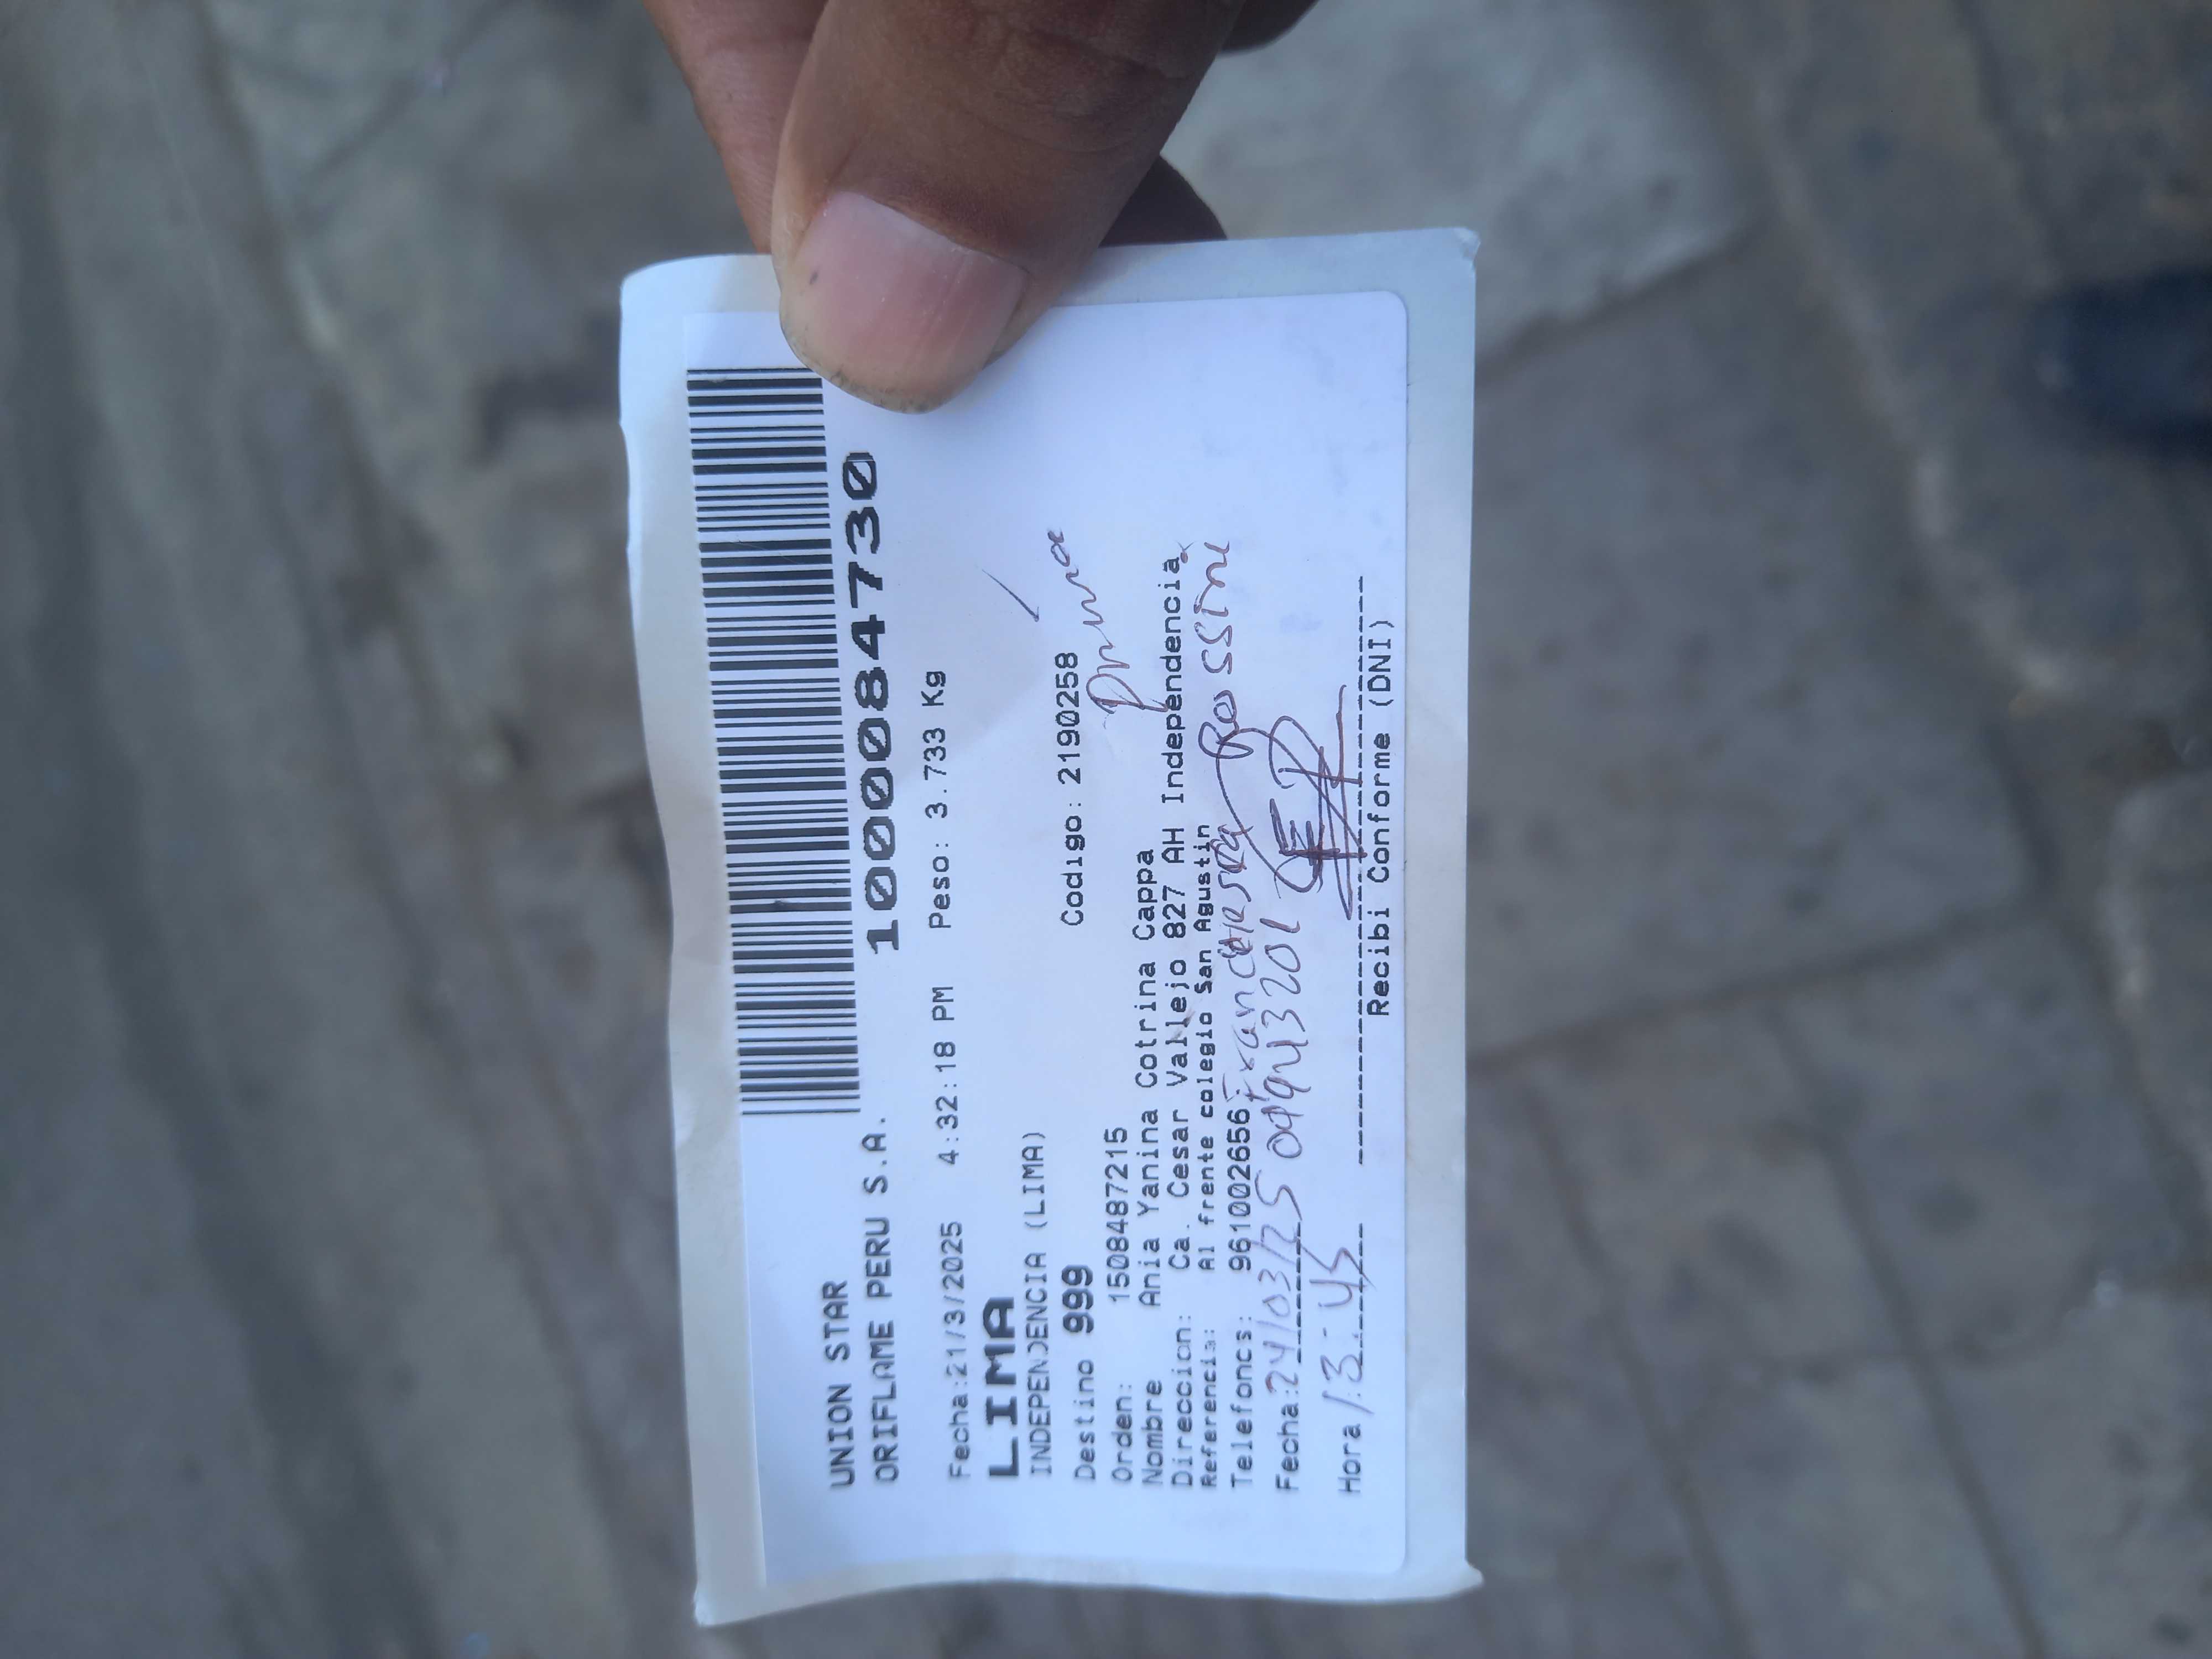 1000084730
UNION STAR
ORIFLAME PERU S.A.
Fecha:21/3/2025 4:32:18 PM Peso: 3.733 Kg
LIMA
INDEPENDENCIA (LIMA)
Destino 999 Codigo: 2190258
Prima
Orden: 1508487215
Nombre Ania Yanina Cotrina Cappa
Direccion: Ca. Cesar Vallejo 827 AH Independencia
Referencia: Al frente colegio San Agustin
Telefonos: 961002656
Fecha: 24/03/25
Hora 13:45
Recibi Conforme (DNI)